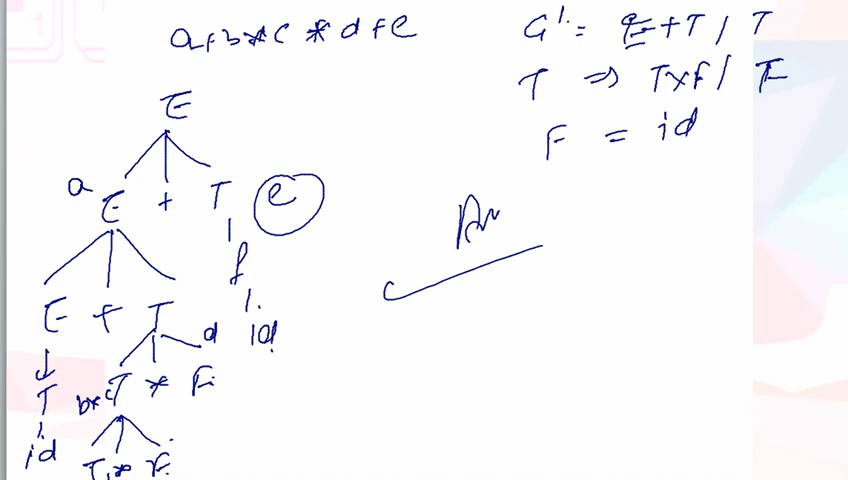 a+b*c * d+e
G: = E+T / T
T ⇒ T*F / F
F = id
E
a E + T e
F
E + T
d id
T b*c T * F
id T * F